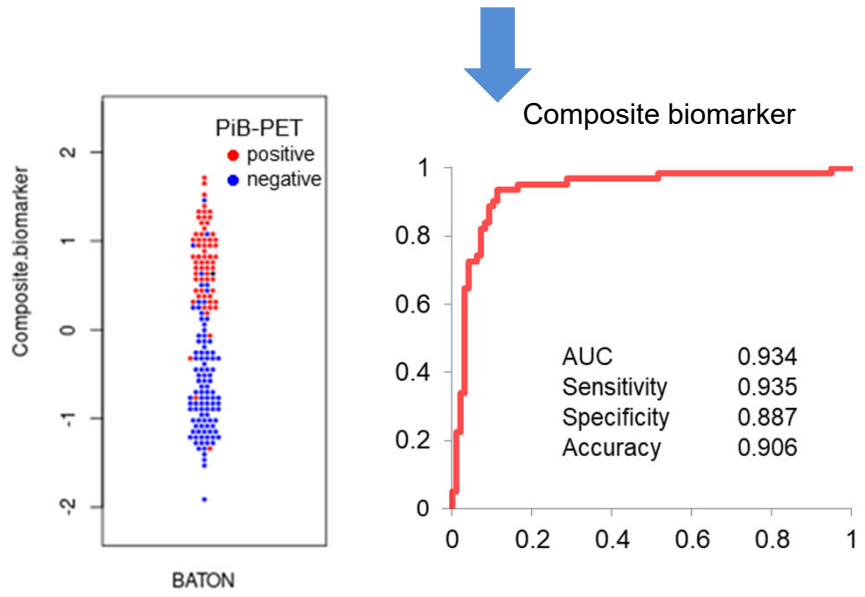 Composite biomarker
PiB-PET
positive
negative
Composite.biomarker
2
1
0
-1
-2
BATON
1
0.8
0.6
0.4
0.2
0
0 0.2 0.4 0.6 0.8 1
AUC 0.934
Sensitivity 0.935
Specificity 0.887
Accuracy 0.906